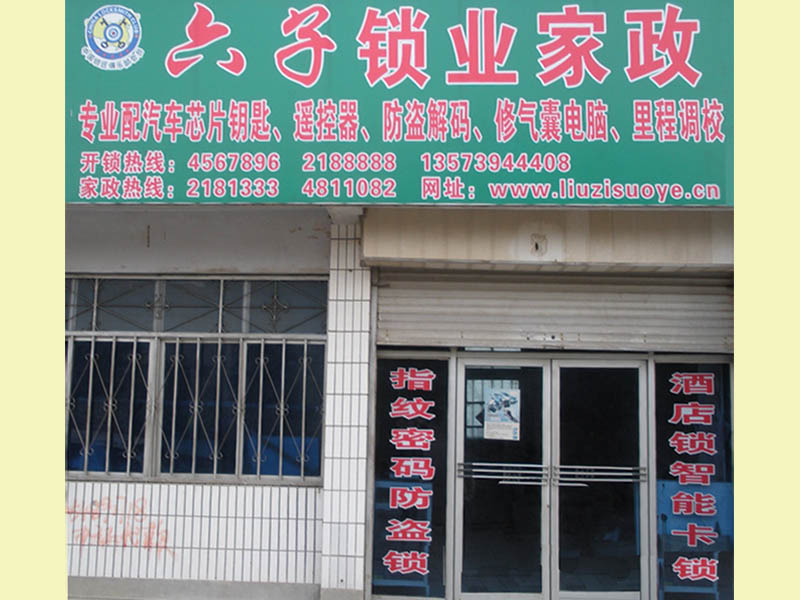 六子锁业家政
专业配汽车芯片钥匙、遥控器、防盗解码、修气囊电脑、里程调校
开锁热线：4567896 2188888 13573944408
家政热线：2181333 4811082 网址：www.liuzisuoye.cn
指纹密码防盗锁
酒店锁智能卡锁